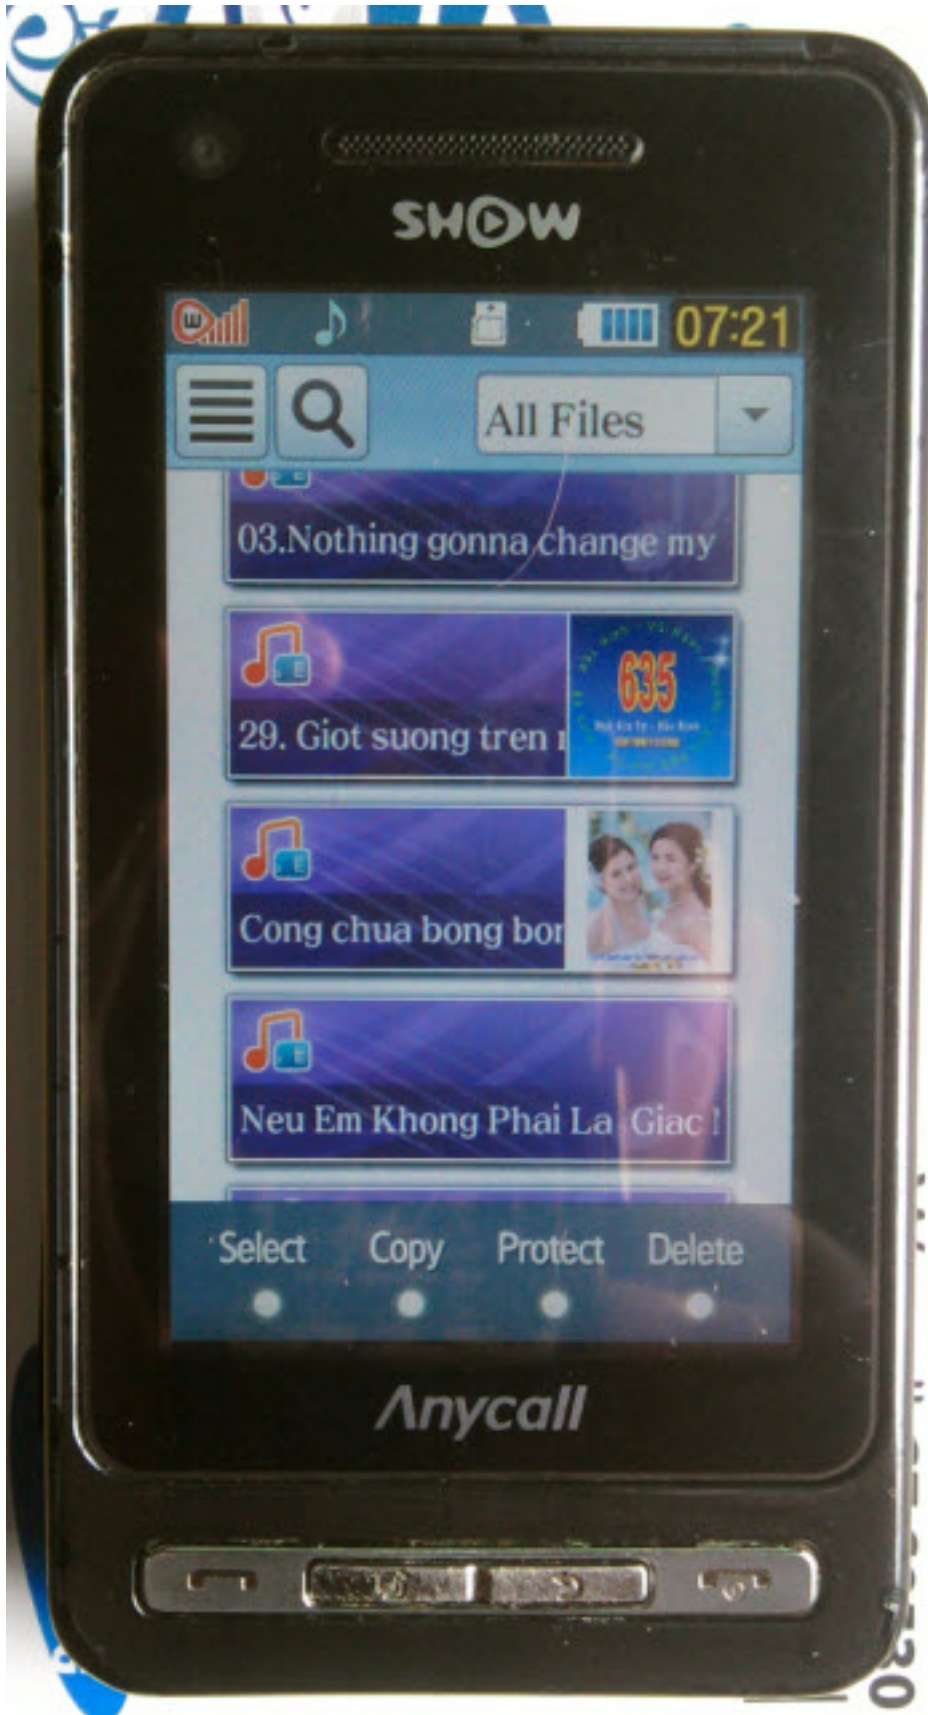 SHOW
07:21
All Files
03.Nothing gonna change my
29. Giot suong tren
635
Cong chua bong bon
Neu Em Khong Phai La Giac
Select Copy Protect Delete
Anycall